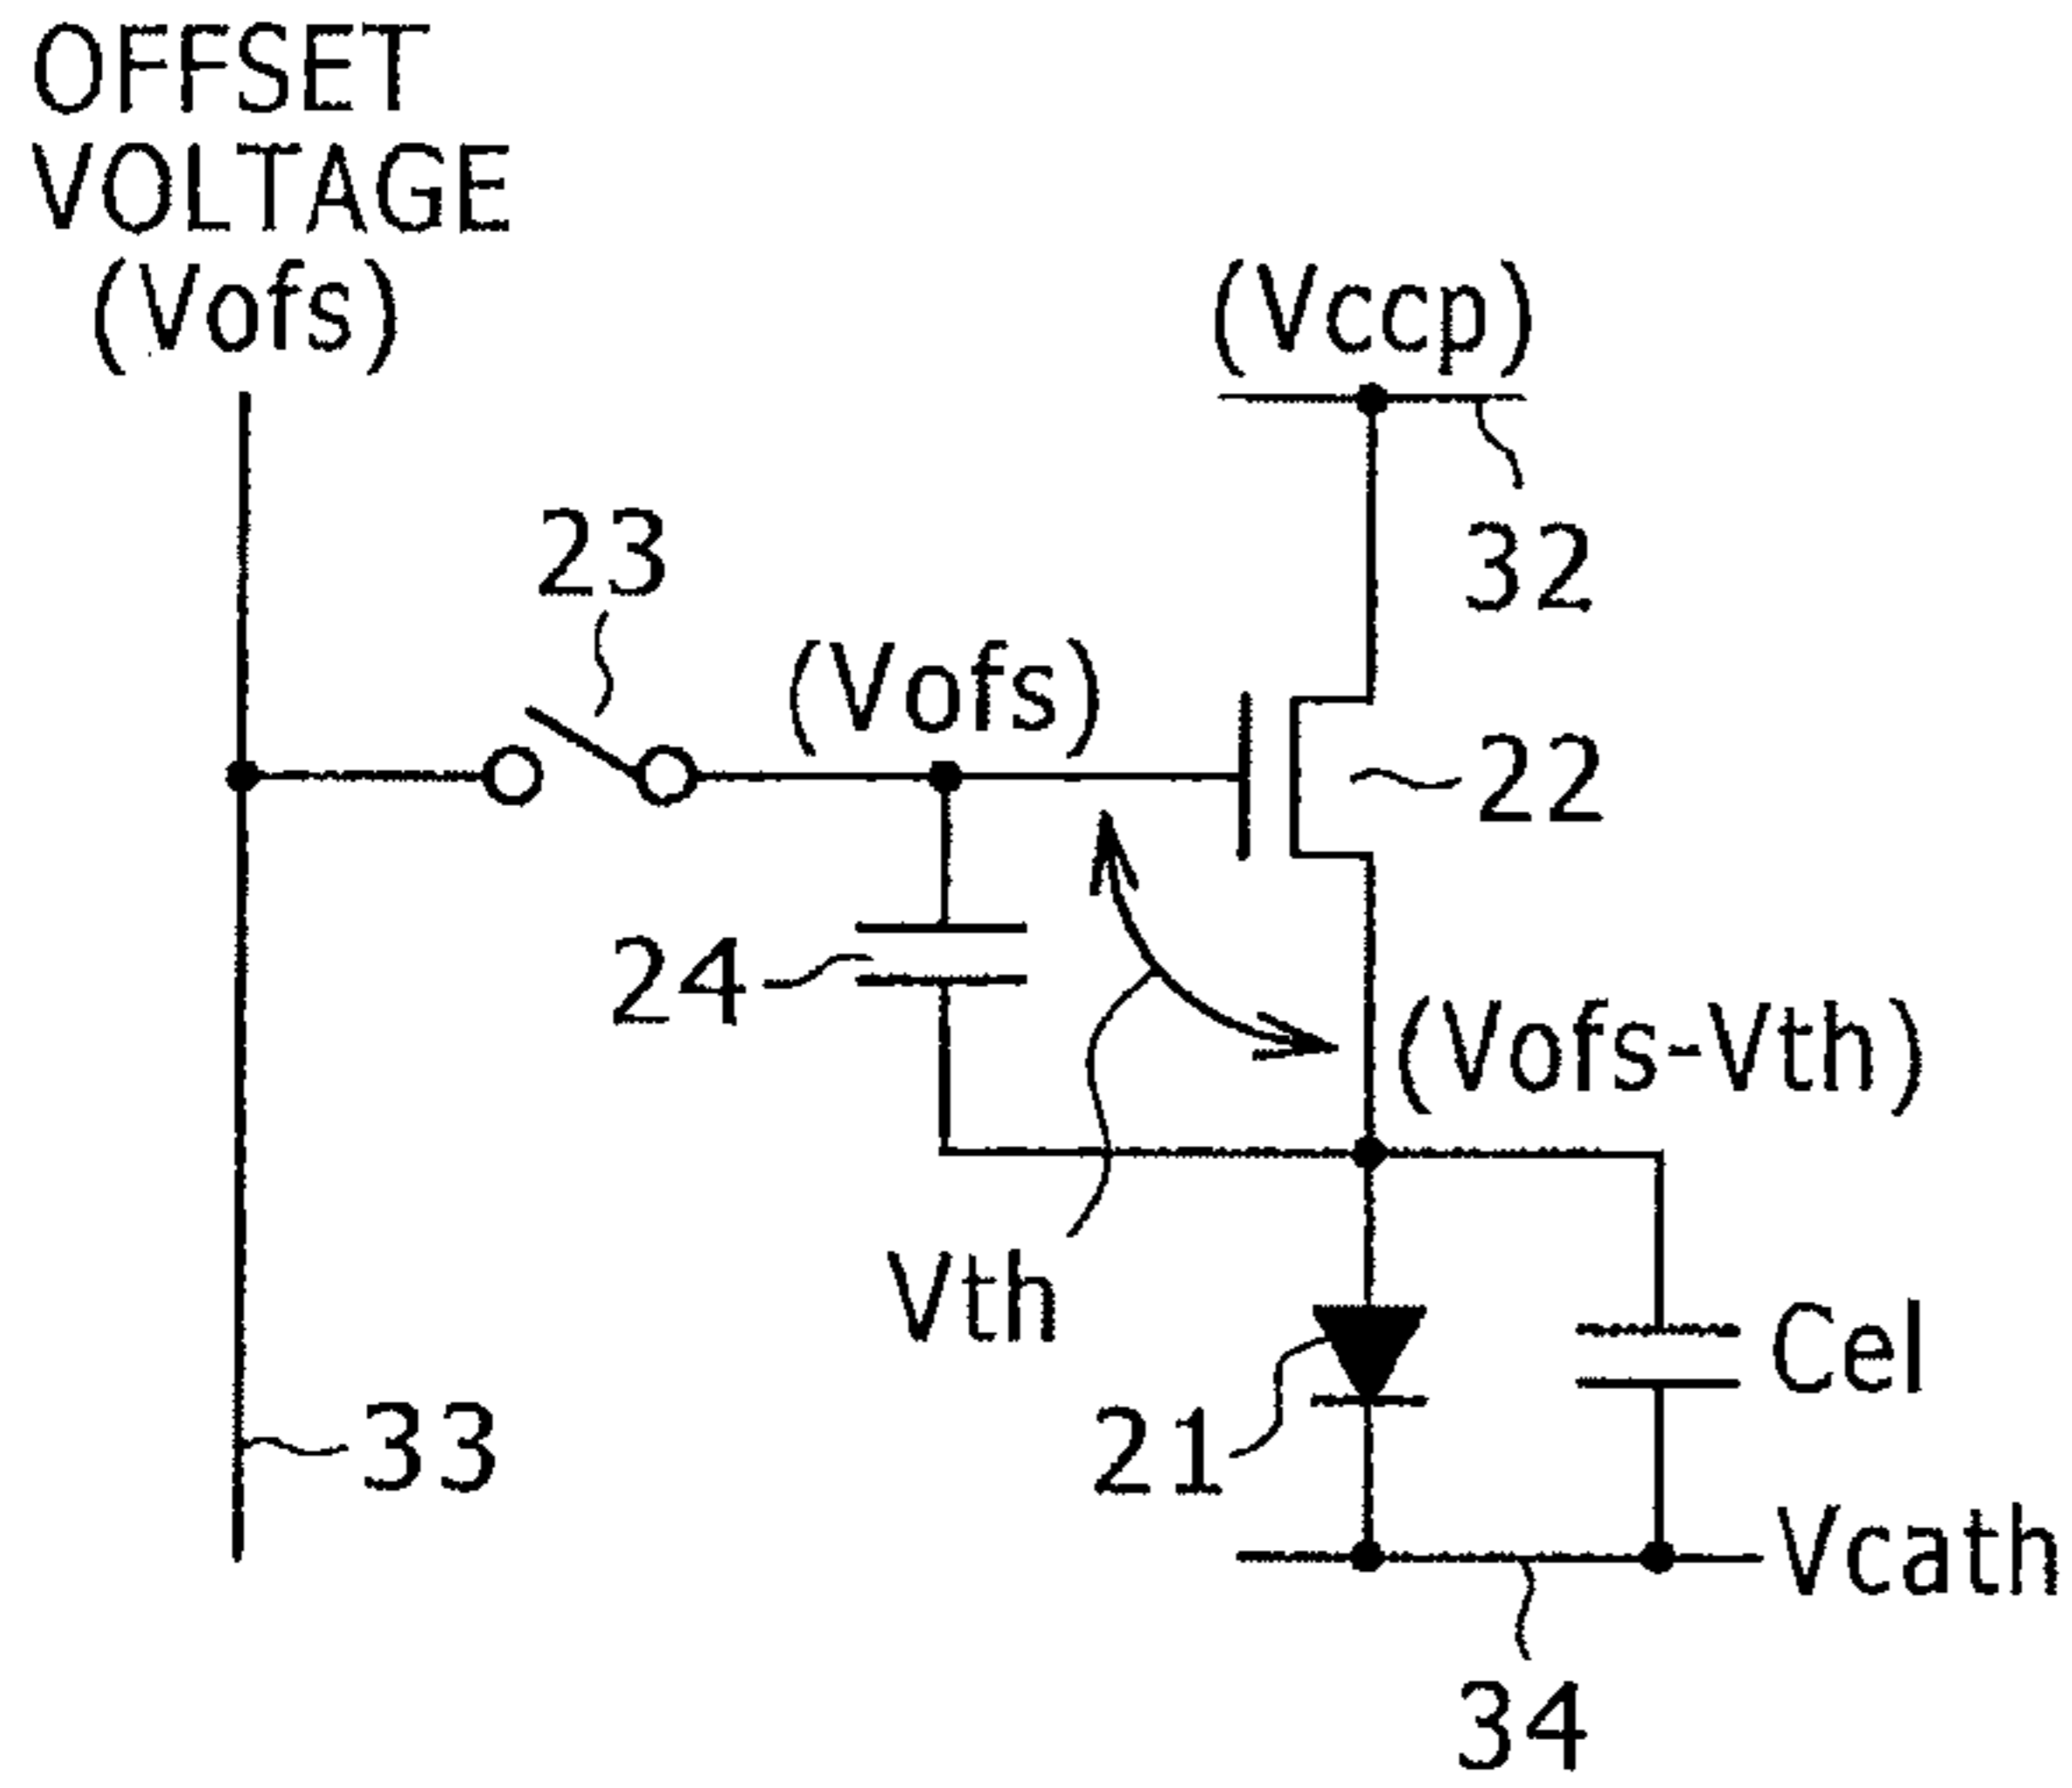 OFFSET
VOLTAGE
(Vofs)
(Vccp)
32
23
(Vofs)
22
24
(Vofs-Vth)
Vth
Cel
21
33
Vcath
34